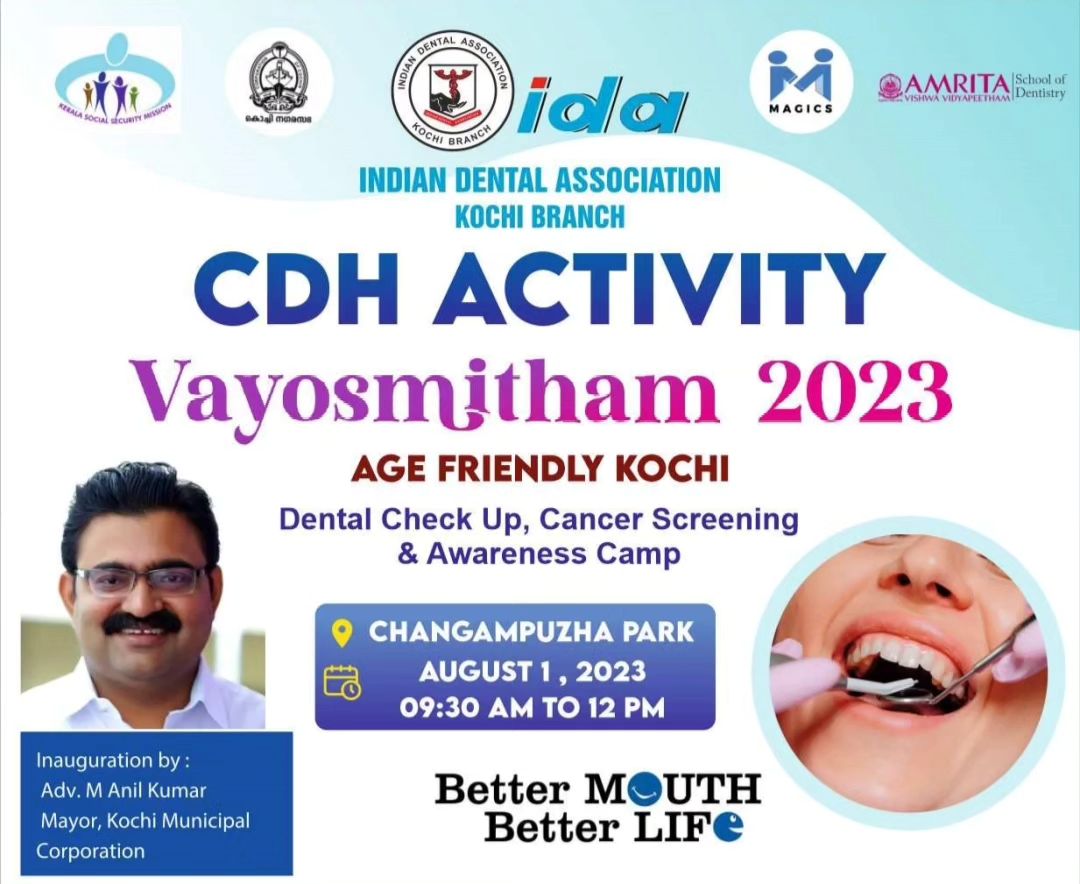 KERALA SOCIAL SECURITY MISSION
കൊച്ചി നഗരസഭ
INDIAN DENTAL ASSOCIATION
KOCHI BRANCH
ida
MAGICS
AMRITA
VISHWA VIDYAPEETHAM
School of
Dentistry
INDIAN DENTAL ASSOCIATION
KOCHI BRANCH
CDH ACTIVITY
Vayosmitham 2023
AGE FRIENDLY KOCHI
Dental Check Up, Cancer Screening
& Awareness Camp
CHANGAMPUZHA PARK
AUGUST 1 , 2023
09:30 AM TO 12 PM
Inauguration by :
Adv. M Anil Kumar
Mayor, Kochi Municipal
Corporation
Better MOUTH
Better LIFe